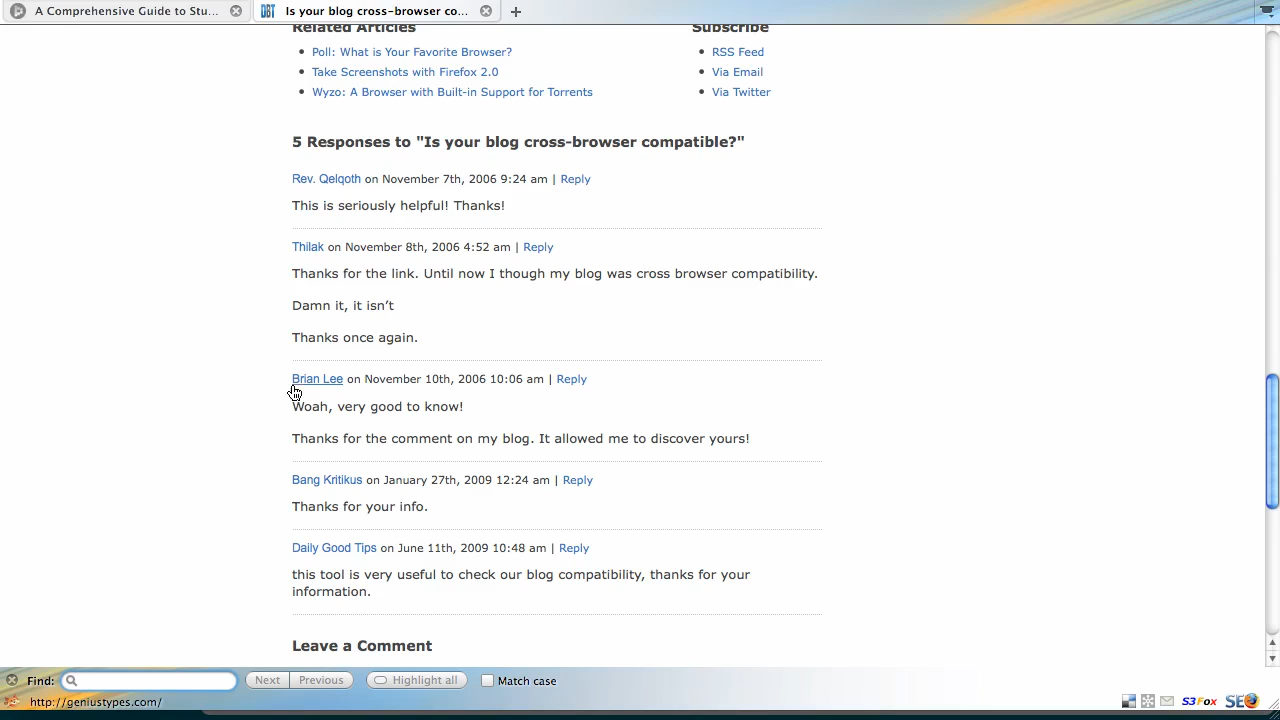 A Comprehensive Guide to Stu...
DBT Is your blog cross-browser co...
Related Articles
Subscribe
Poll: What is Your Favorite Browser?
RSS Feed
Take Screenshots with Firefox 2.0
Via Email
Wyzo: A Browser with Built-in Support for Torrents
Via Twitter
5 Responses to "Is your blog cross-browser compatible?"
Rev. Qelqoth on November 7th, 2006 9:24 am | Reply
This is seriously helpful! Thanks!
Thilak on November 8th, 2006 4:52 am | Reply
Thanks for the link. Until now I though my blog was cross browser compatibility.
Damn it, it isn't
Thanks once again.
Brian Lee on November 10th, 2006 10:06 am | Reply
Woah, very good to know!
Thanks for the comment on my blog. It allowed me to discover yours!
Bang Kritikus on January 27th, 2009 12:24 am | Reply
Thanks for your info.
Daily Good Tips on June 11th, 2009 10:48 am | Reply
this tool is very useful to check our blog compatibility, thanks for your
information.
Leave a Comment
Find: Next Previous Highlight all Match case
http://geniustypes.com/ S3Fox SEO